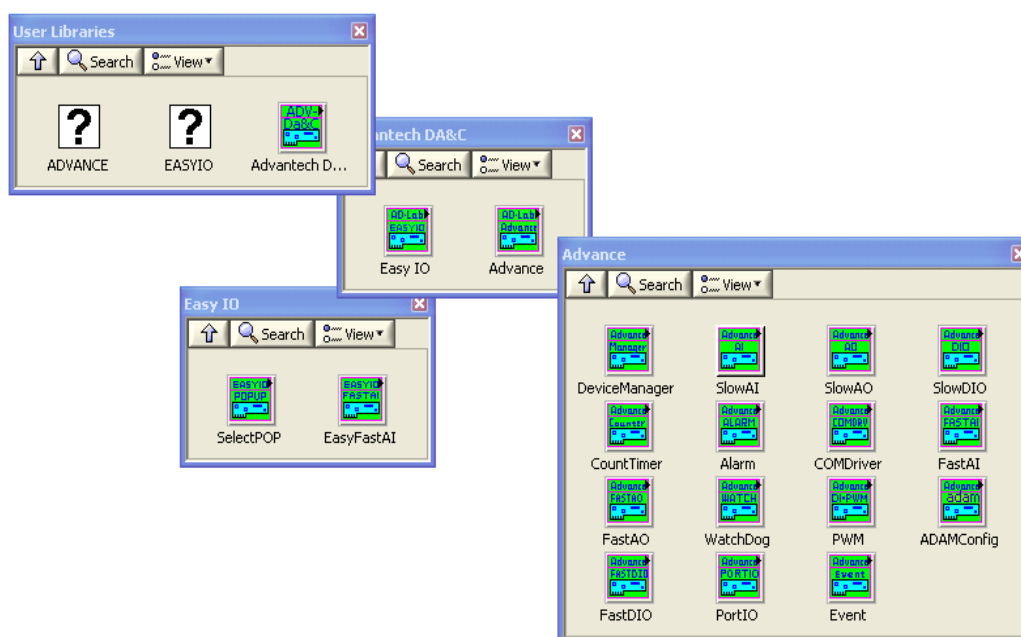 User Libraries
Search View
? ?
ADV-
Da&C
ADVANCE EASYIO Advantech D...
antech DA&C
Search View
AD-Lab AD-Lab
EASYIO Advance
Easy IO Advance
Easy IO
Search View
EASYIO EASYIO
POPUP FASTAI
SelectPOP EasyFastAI
Advance
Search View
Advance Advance Advance Advance
Manager AI AO DIO
DeviceManager SlowAI SlowAO SlowDIO
Advance Advance Advance Advance
Counter ALARM COMDRV FASTAI
CountTimer Alarm COMDriver FastAI
Advance Advance Advance Advance
FASTAO WATCH DI-PWM adam
FastAO WatchDog PWM ADAMConfig
Advance Advance Advance
FASTDIO PORTIO Event
FastDIO PortIO Event